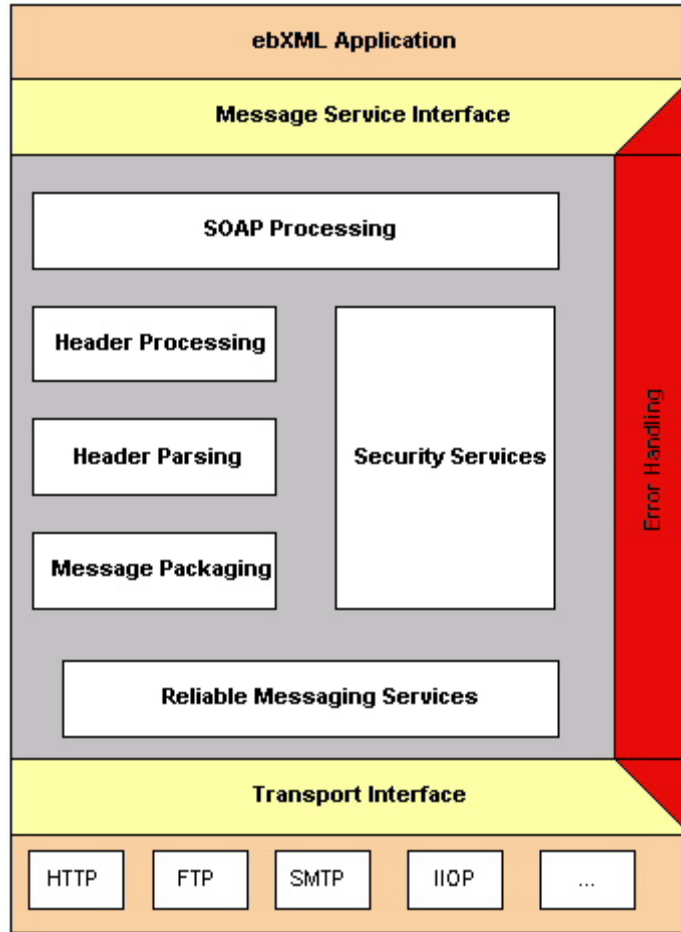 ebXML Application
Message Service Interface
SOAP Processing
Header Processing
Header Parsing
Message Packaging
Security Services
Error Handling
Reliable Messaging Services
Transport Interface
HTTP
FTP
SMTP
IIOP
...